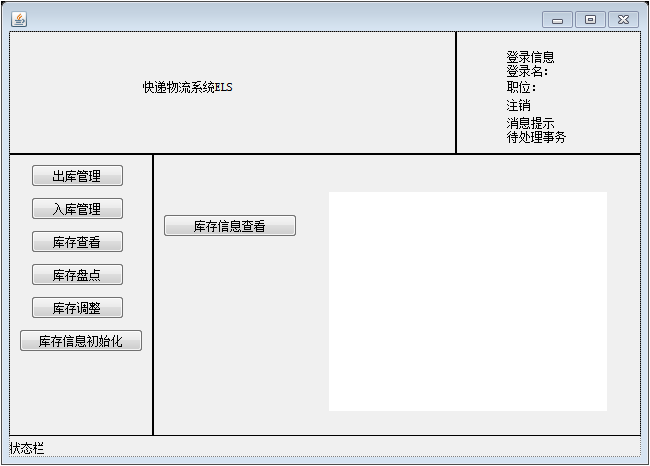 快递物流系统ELS
登录信息
登录名：
职位：
注销
消息提示
待处理事务
出库管理
入库管理
库存查看
库存盘点
库存调整
库存信息初始化
库存信息查看
状态栏